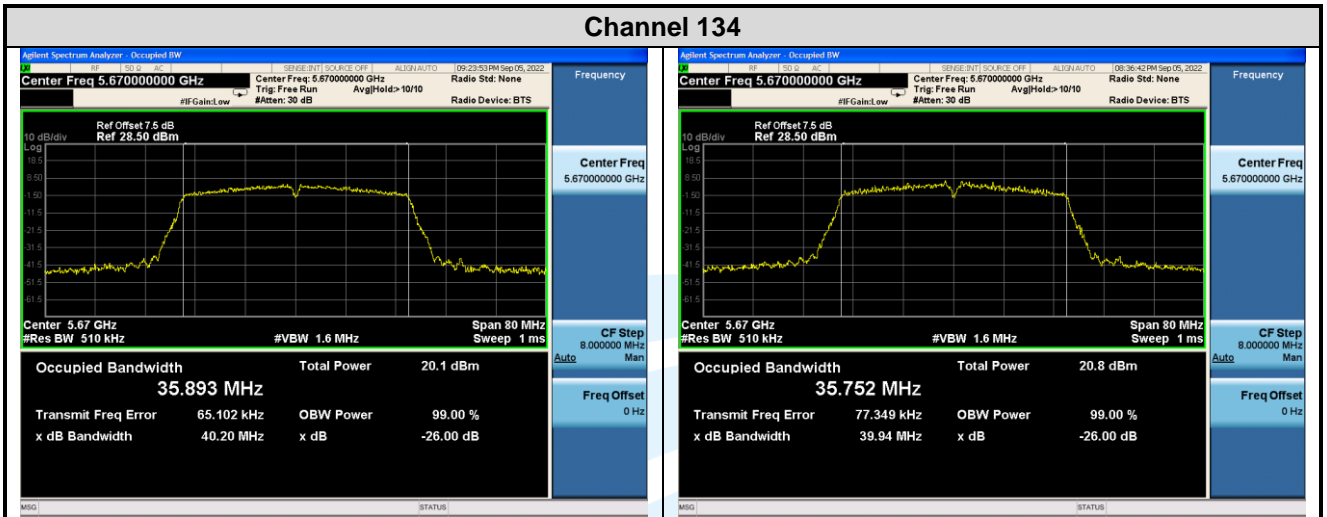 Channel 134
Agilent Spectrum Analyzer - Occupied BW
RF 50 Ω AC SENSE:INT SOURCE OFF ALIGN AUTO 09:23:53 PM Sep 05, 2022
Center Freq 5.670000000 GHz
Center Freq: 5.670000000 GHz
Radio Std: None
Trig: Free Run Avg|Hold:> 10/10
#IFGain:Low
#Atten: 30 dB
Radio Device: BTS
Ref Offset 7.5 dB
10 dB/div Ref 28.50 dBm
Log
18.5
8.50
-1.50
-11.5
-21.5
-31.5
-41.5
-51.5
-61.5
Center 5.67 GHz
Span 80 MHz
#Res BW 510 kHz
#VBW 1.6 MHz
Sweep 1 ms
Occupied Bandwidth
Total Power 20.1 dBm
35.893 MHz
Transmit Freq Error 65.102 kHz OBW Power 99.00 %
x dB Bandwidth 40.20 MHz x dB -26.00 dB
MSG
STATUS
Frequency
Center Freq
5.670000000 GHz
CF Step
8.000000 MHz
Auto Man
Freq Offset
0 Hz
Agilent Spectrum Analyzer - Occupied BW
RF 50 Ω AC SENSE:INT SOURCE OFF ALIGN AUTO 08:36:42 PM Sep 05, 2022
Center Freq 5.670000000 GHz
Center Freq: 5.670000000 GHz
Radio Std: None
Trig: Free Run Avg|Hold:> 10/10
#IFGain:Low
#Atten: 30 dB
Radio Device: BTS
Ref Offset 7.5 dB
10 dB/div Ref 28.50 dBm
Log
18.5
8.50
-1.50
-11.5
-21.5
-31.5
-41.5
-51.5
-61.5
Center 5.67 GHz
Span 80 MHz
#Res BW 510 kHz
#VBW 1.6 MHz
Sweep 1 ms
Occupied Bandwidth
Total Power 20.8 dBm
35.752 MHz
Transmit Freq Error 77.349 kHz OBW Power 99.00 %
x dB Bandwidth 39.94 MHz x dB -26.00 dB
MSG
STATUS
Frequency
Center Freq
5.670000000 GHz
CF Step
8.000000 MHz
Auto Man
Freq Offset
0 Hz